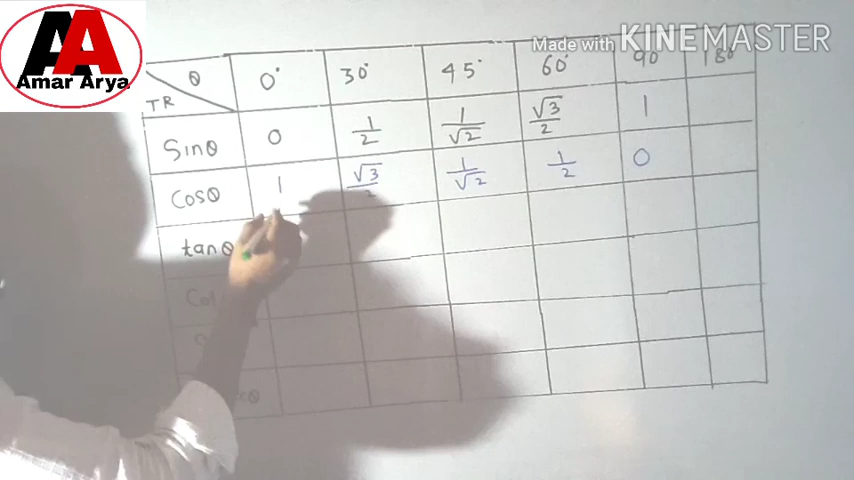 Amar Arya
Made with KINEMASTER
θ 0° 30° 45° 60° 90° 180°
TR
Sinθ 0 1/2 1/√2 √3/2 1
Cosθ 1 √3/2 1/√2 1/2 0
tanθ
Cot